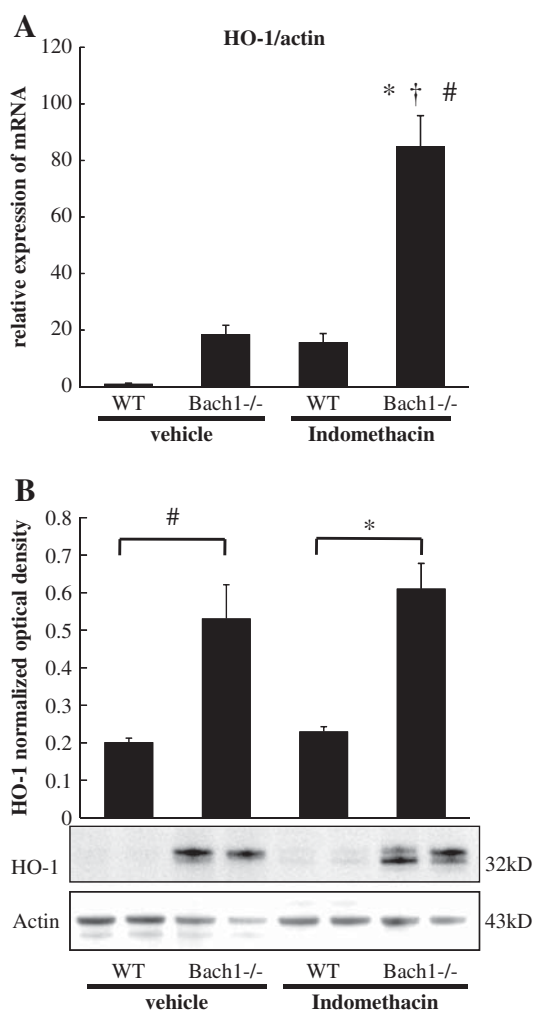 A
HO-1/actin
relative expression of mRNA
120
100
80
60
40
20
0
* † #
WT Bach1-/- WT Bach1-/-
vehicle Indomethacin
B
HO-1 normalized optical density
0.8
0.7
0.6
0.5
0.4
0.3
0.2
0.1
0
# *
HO-1 32kD
Actin 43kD
WT Bach1-/- WT Bach1-/-
vehicle Indomethacin